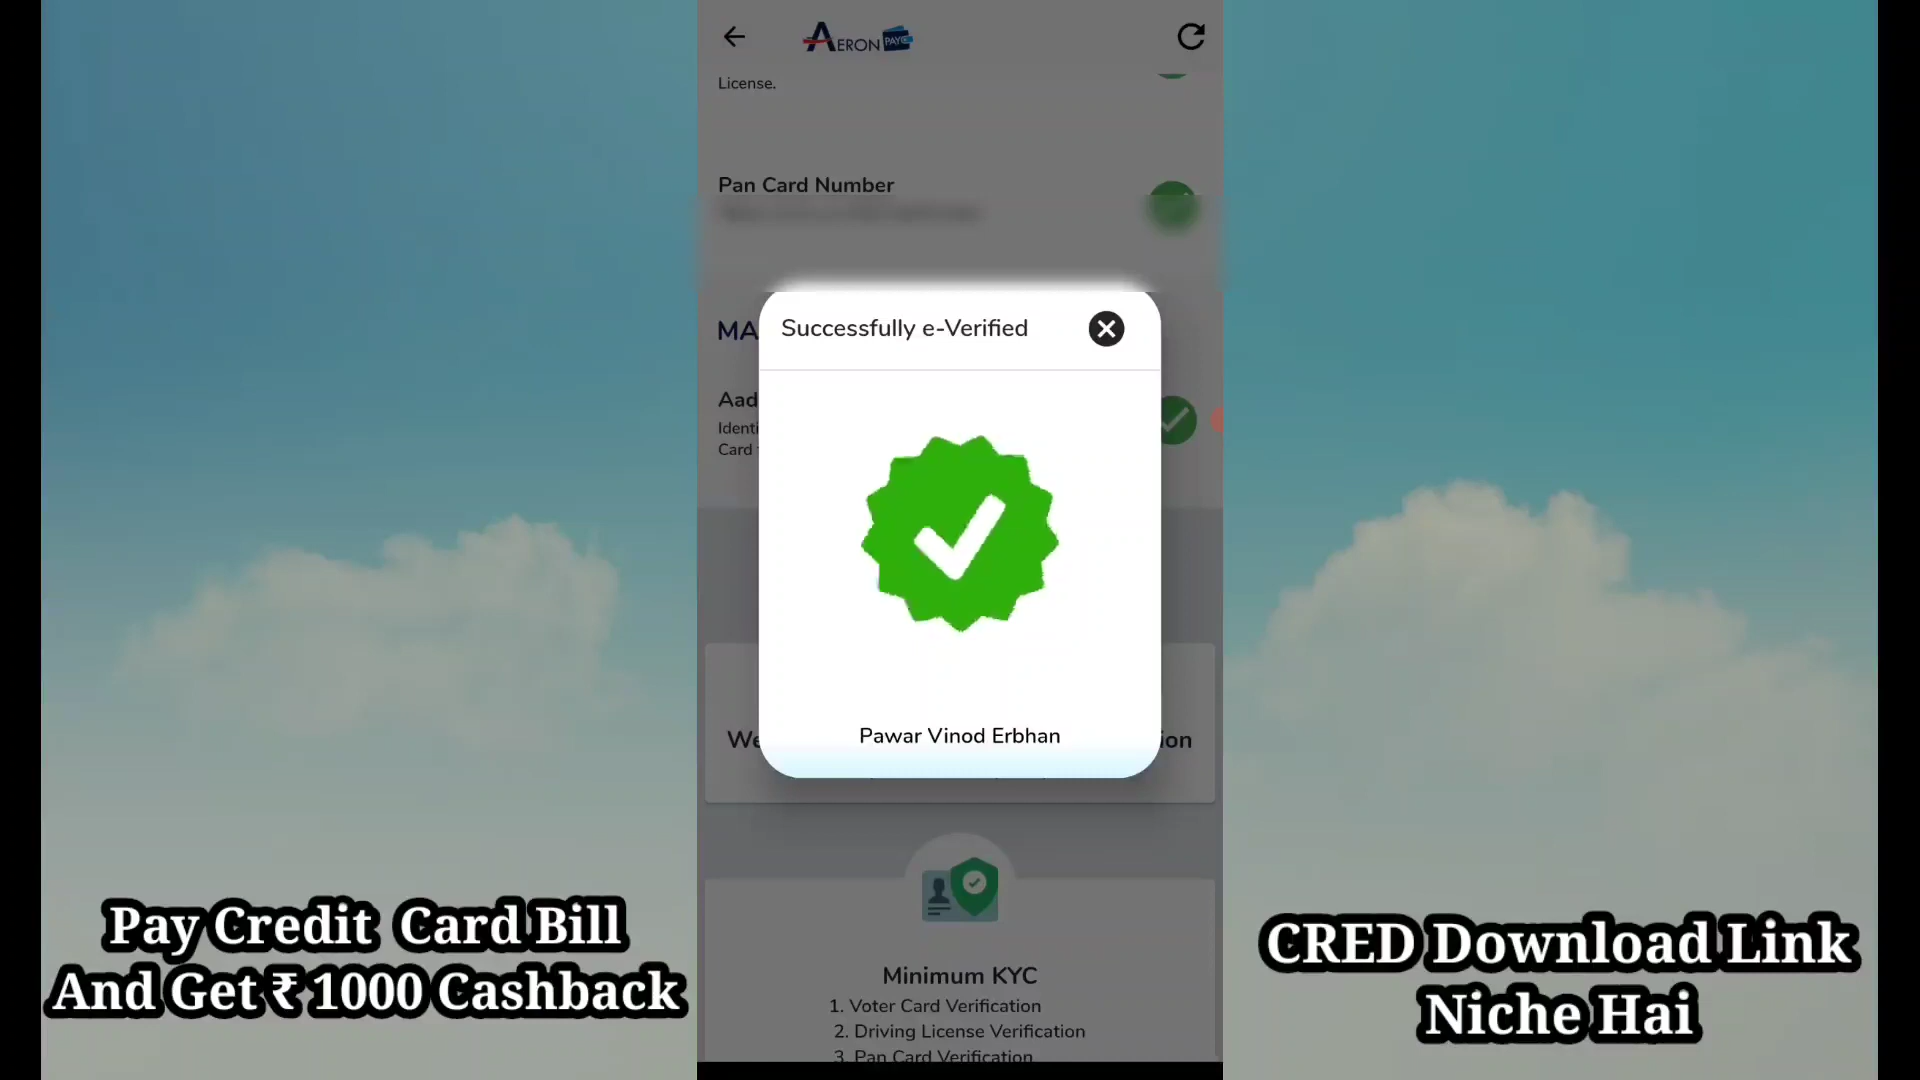 AERON PAY
License.
Pan Card Number
MA
Successfully e-Verified
Aad
Identi
Card
Pawar Vinod Erbhan
We
ion
Minimum KYC
1. Voter Card Verification
2. Driving License Verification
3. Pan Card Verification
Pay Credit Card Bill
And Get ₹ 1000 Cashback
CRED Download Link
Niche Hai